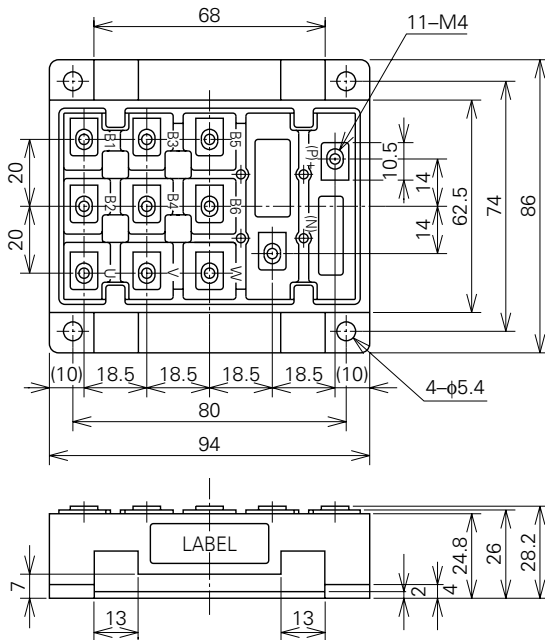 68
11–M4
B1
B3
B5
(P)+
10.5
14
20
B2
B4
B6
(N)-
14
62.5
74
86
20
U
V
W
(10)
18.5
18.5
18.5
18.5
(10)
4–ϕ5.4
80
94
LABEL
7
13
13
2
4
24.8
26
28.2